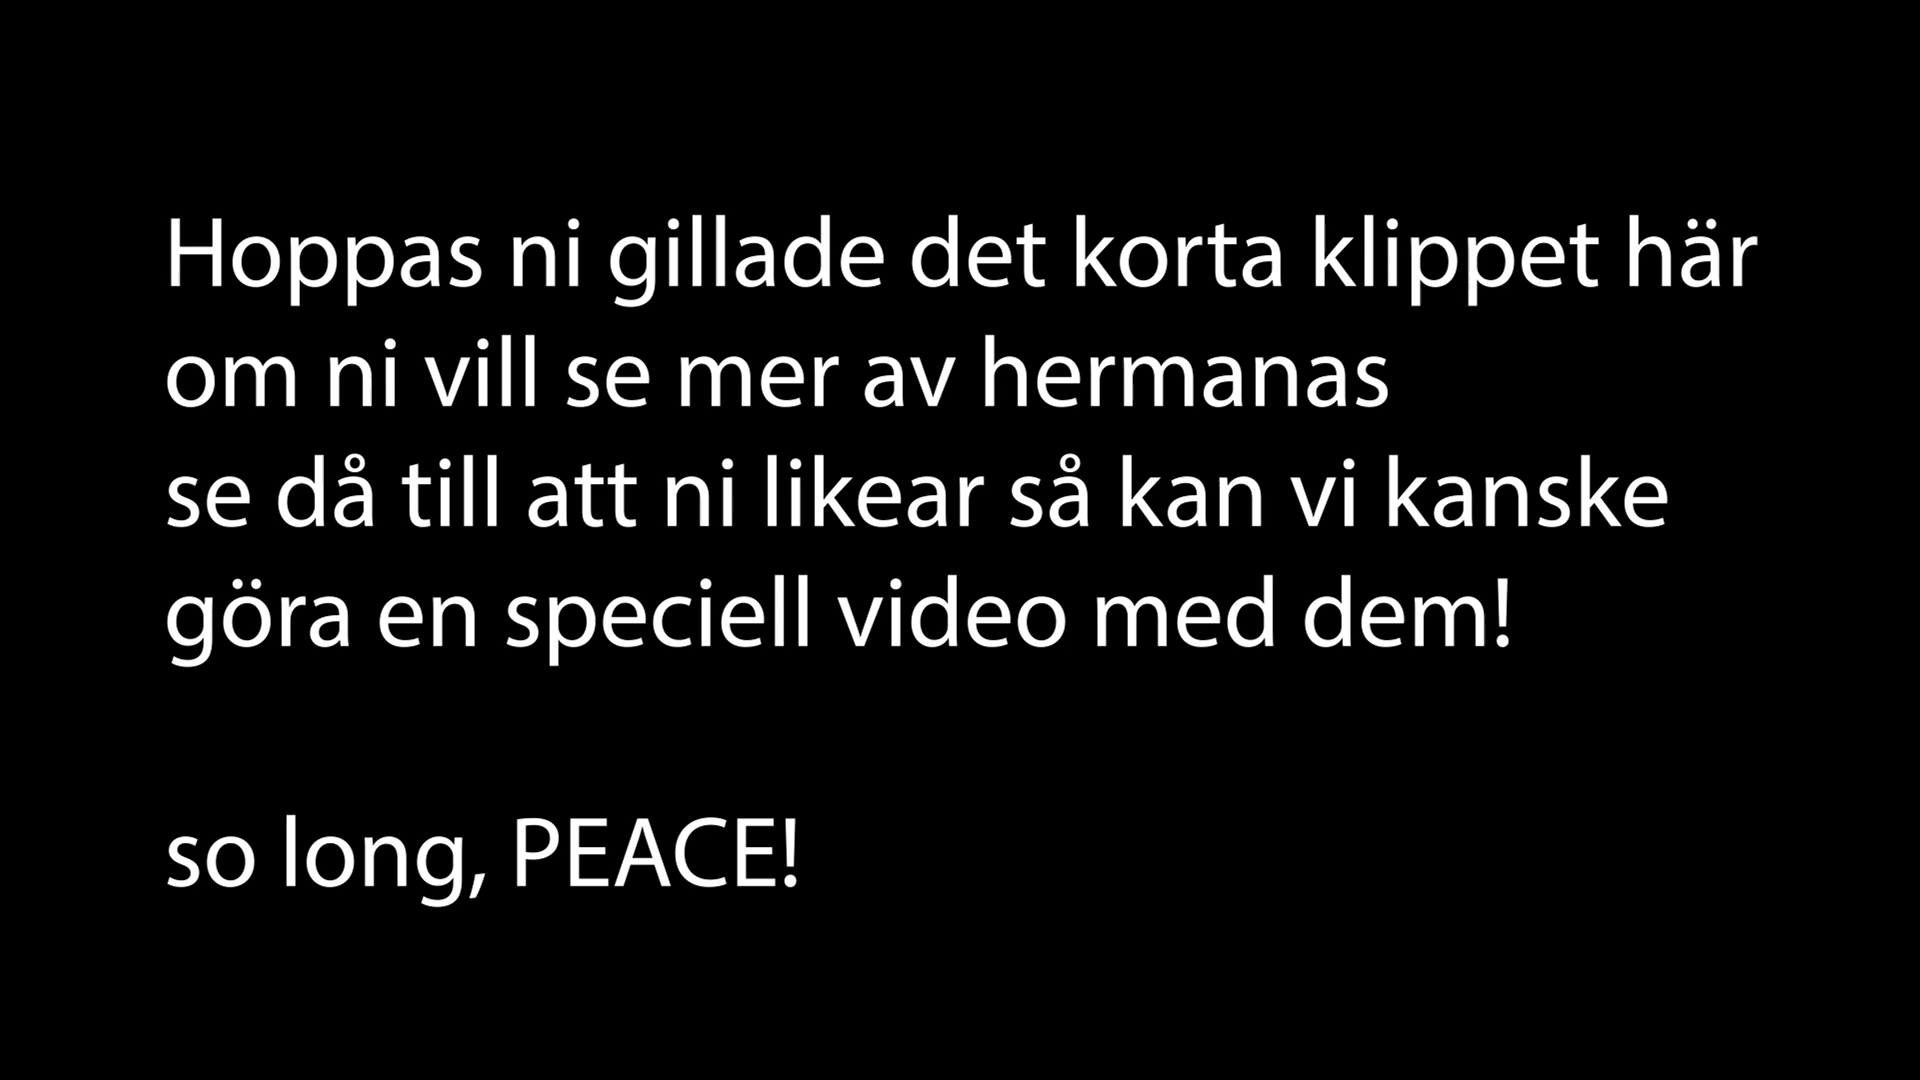 Hoppas ni gillade det korta klippet här
om ni vill se mer av hermanas
se då till att ni likear så kan vi kanske
göra en speciell video med dem!
so long, PEACE!